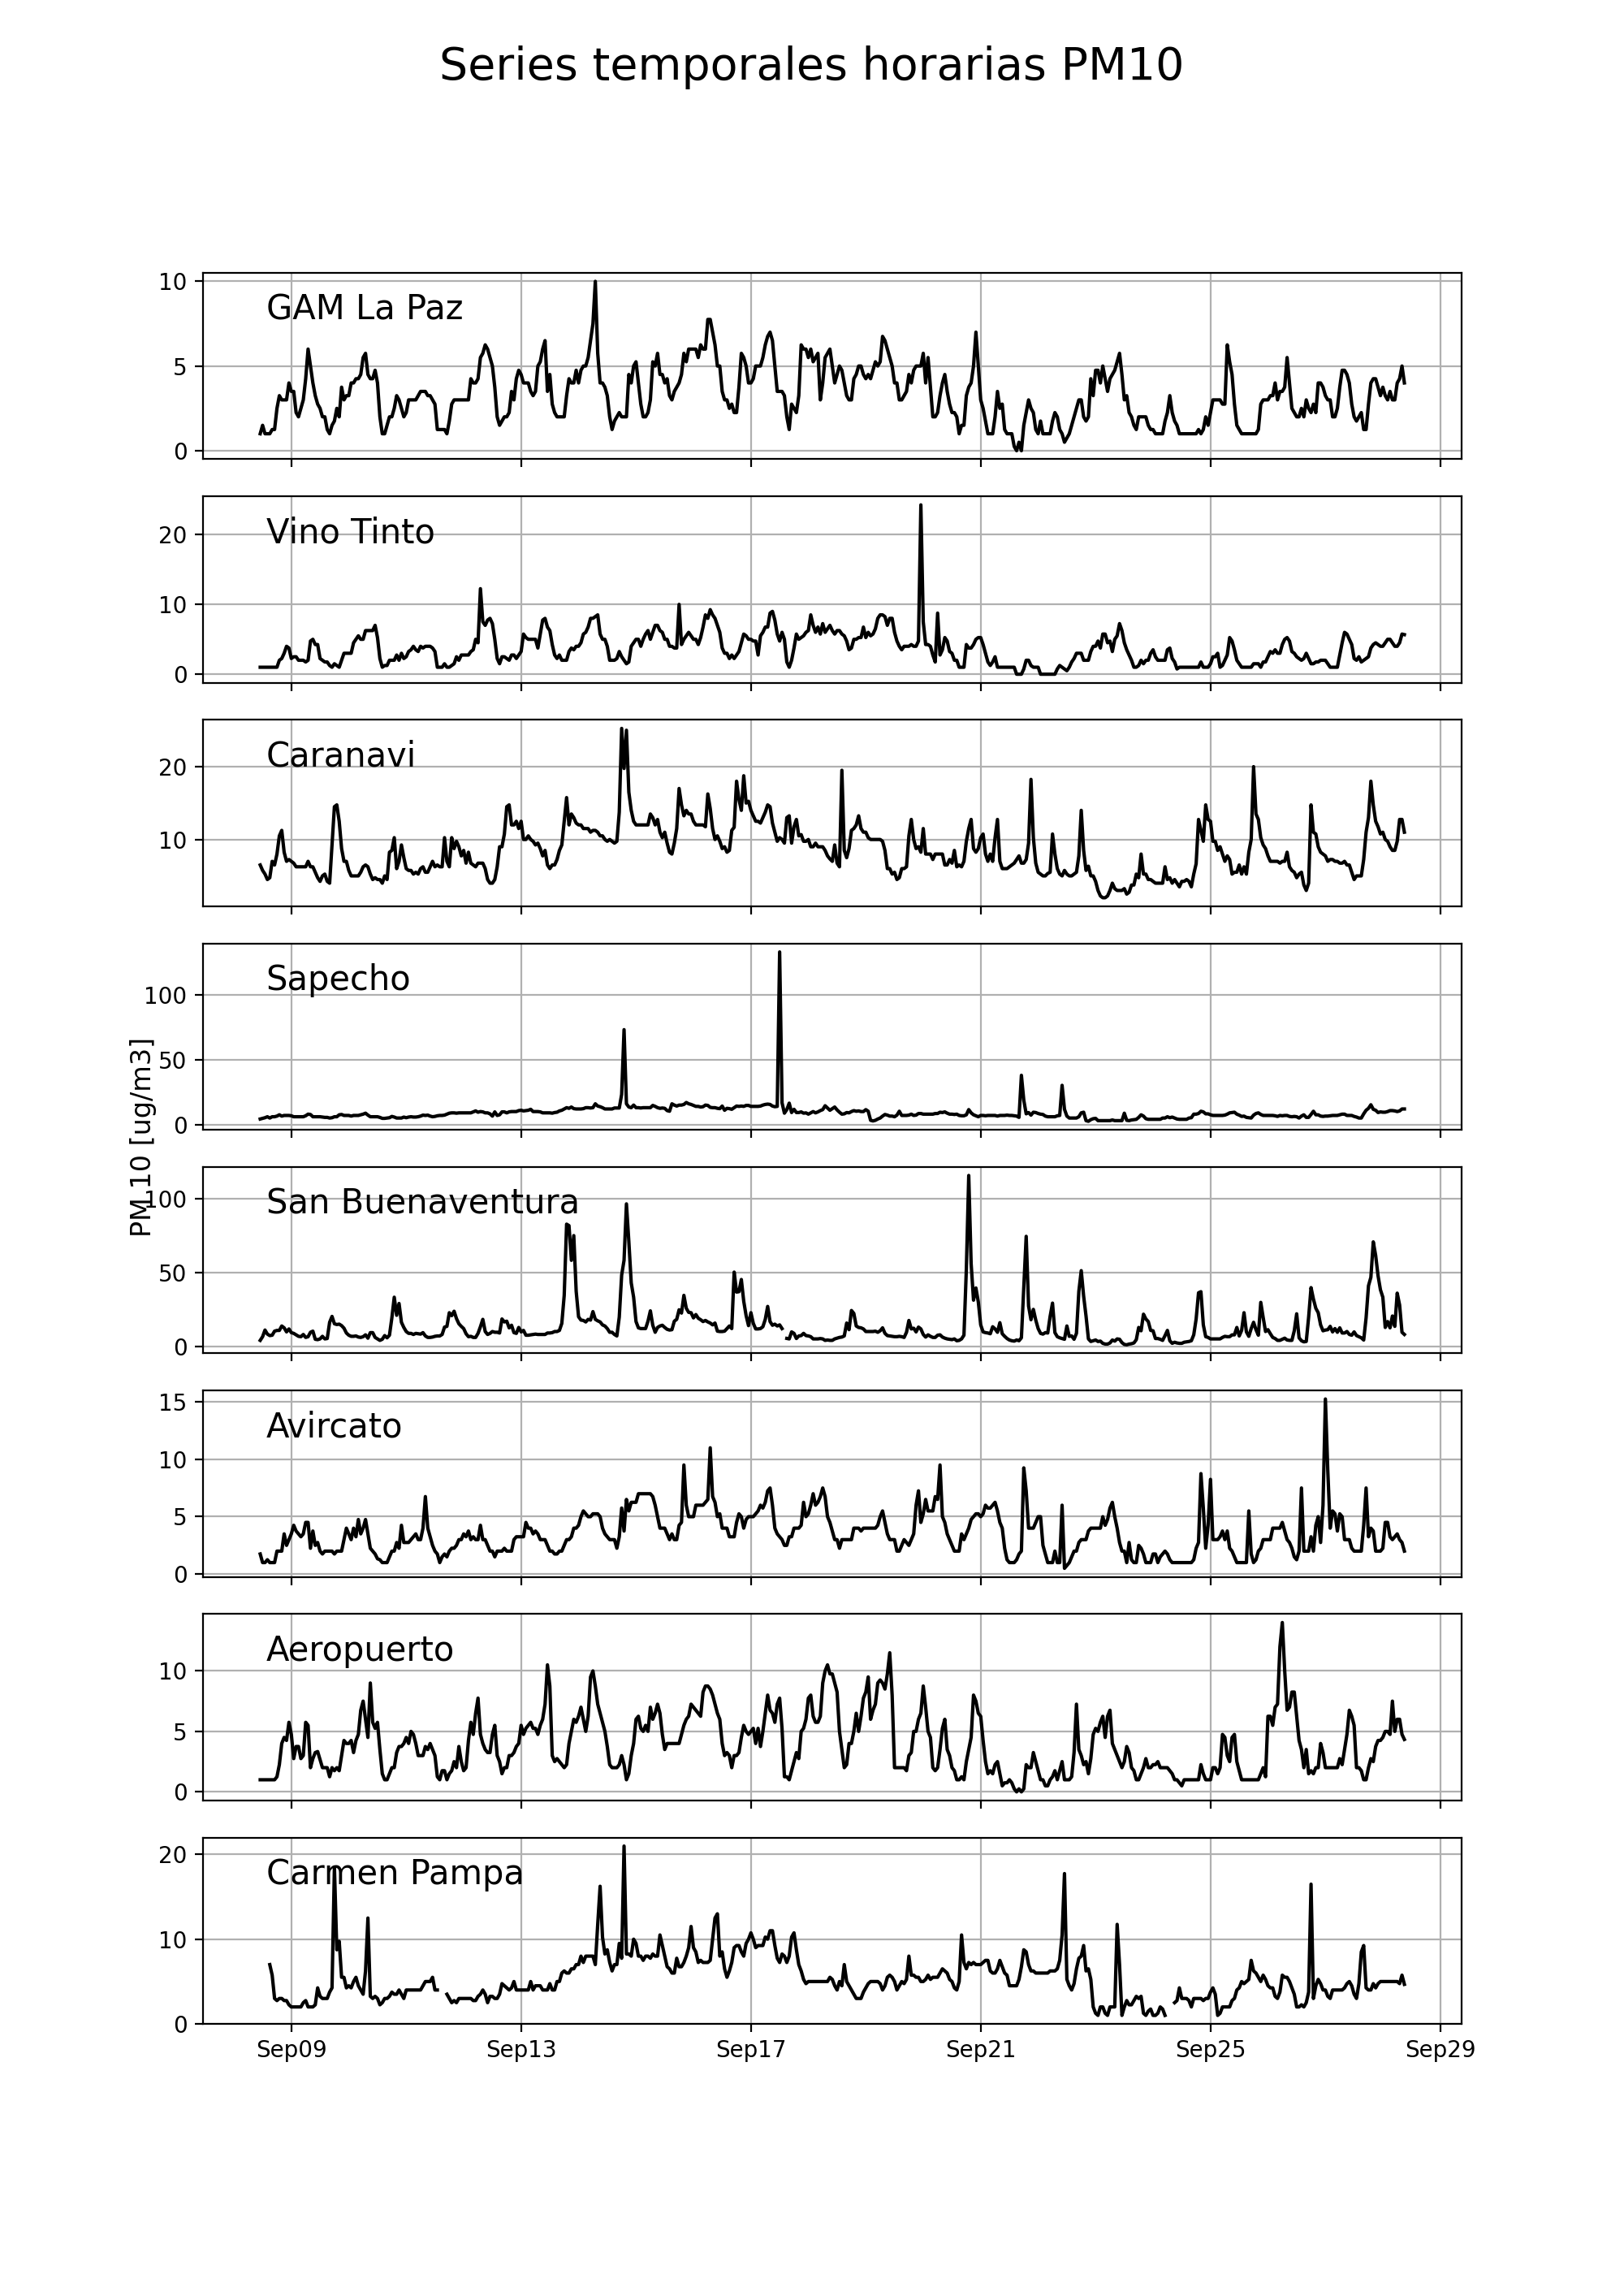 Series temporales horarias PM10
GAM La Paz
10
5
0
Vino Tinto
20
10
0
Caranavi
20
10
Sapecho
100
50
0
PM 10 [ug/m3]
San Buenaventura
100
50
0
Avircato
15
10
5
0
Aeropuerto
10
5
0
Carmen Pampa
20
10
0
Sep09 Sep13 Sep17 Sep21 Sep25 Sep29